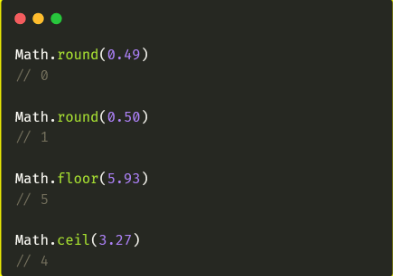 Math.round(0.49)
// 0
Math.round(0.50)
// 1
Math.floor(5.93)
// 5
Math.ceil(3.27)
// 4